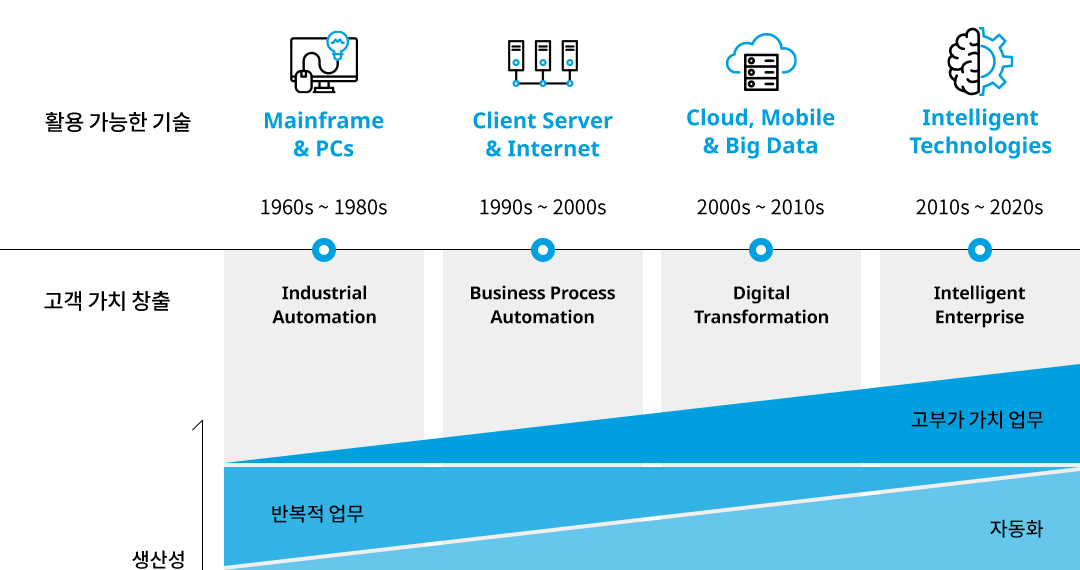 활용 가능한 기술
Mainframe
& PCs
Client Server
& Internet
Cloud, Mobile
& Big Data
Intelligent
Technologies
1960s ~ 1980s
1990s ~ 2000s
2000s ~ 2010s
2010s ~ 2020s
고객 가치 창출
Industrial
Automation
Business Process
Automation
Digital
Transformation
Intelligent
Enterprise
고부가 가치 업무
반복적 업무
자동화
생산성